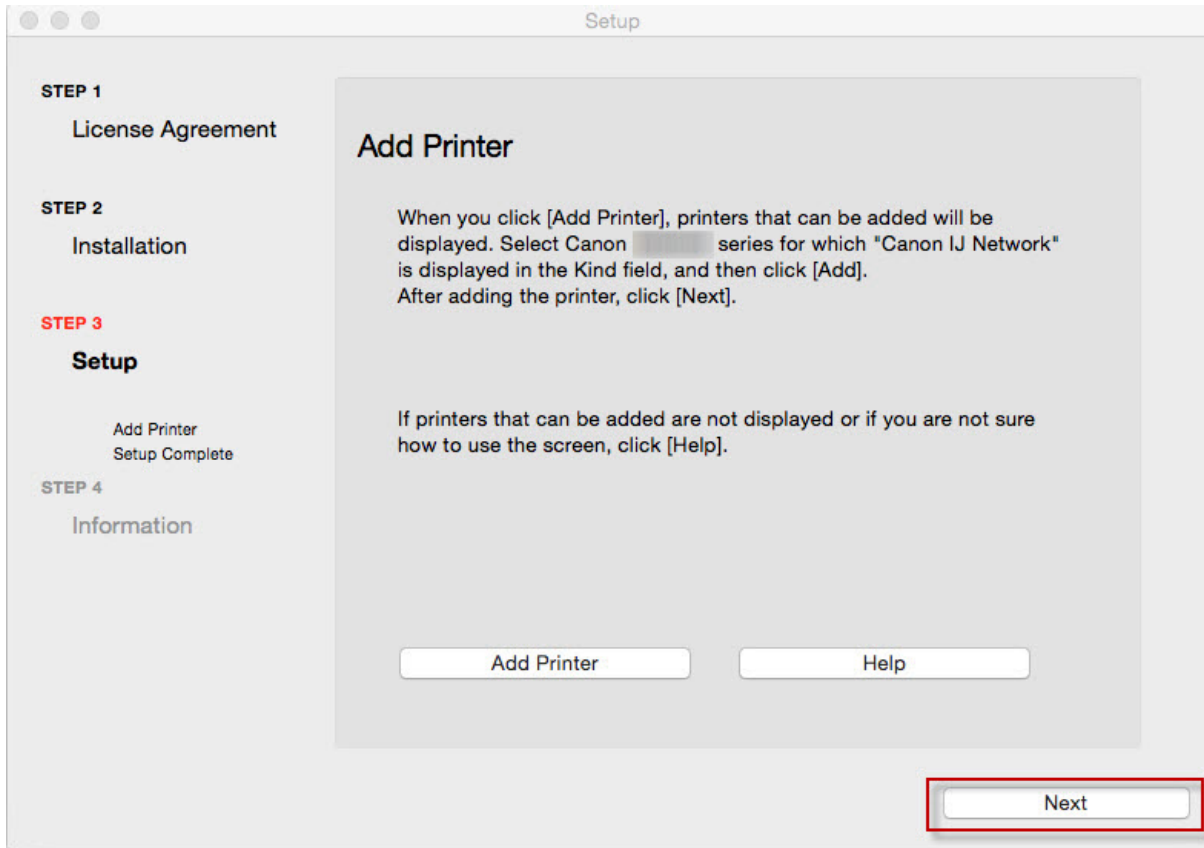 Setup
STEP 1
License Agreement
STEP 2
Installation
STEP 3
Setup
Add Printer
Setup Complete
STEP 4
Information
Add Printer
When you click [Add Printer], printers that can be added will be
displayed. Select Canon series for which "Canon IJ Network"
is displayed in the Kind field, and then click [Add].
After adding the printer, click [Next].
If printers that can be added are not displayed or if you are not sure
how to use the screen, click [Help].
Add Printer
Help
Next